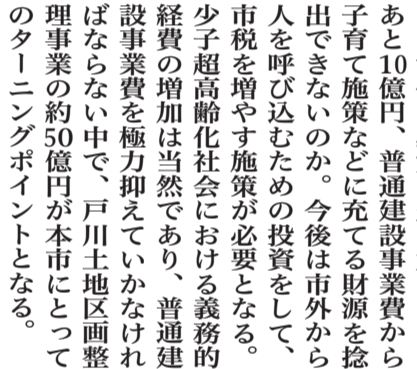 あと10億円、普通建設事業費から
子育て施策などに充てる財源を捻
出できないのか。今後は市外から
人を呼び込むための投資をして、
市税を増やす施策が必要となる。
少子超高齢化社会における義務的
経費の増加は当然であり、普通建
設事業費を極力抑えていかなけれ
ばならない中で、戸川土地区画整
理事業の約50億円が本市にとって
のターニングポイントとなる。